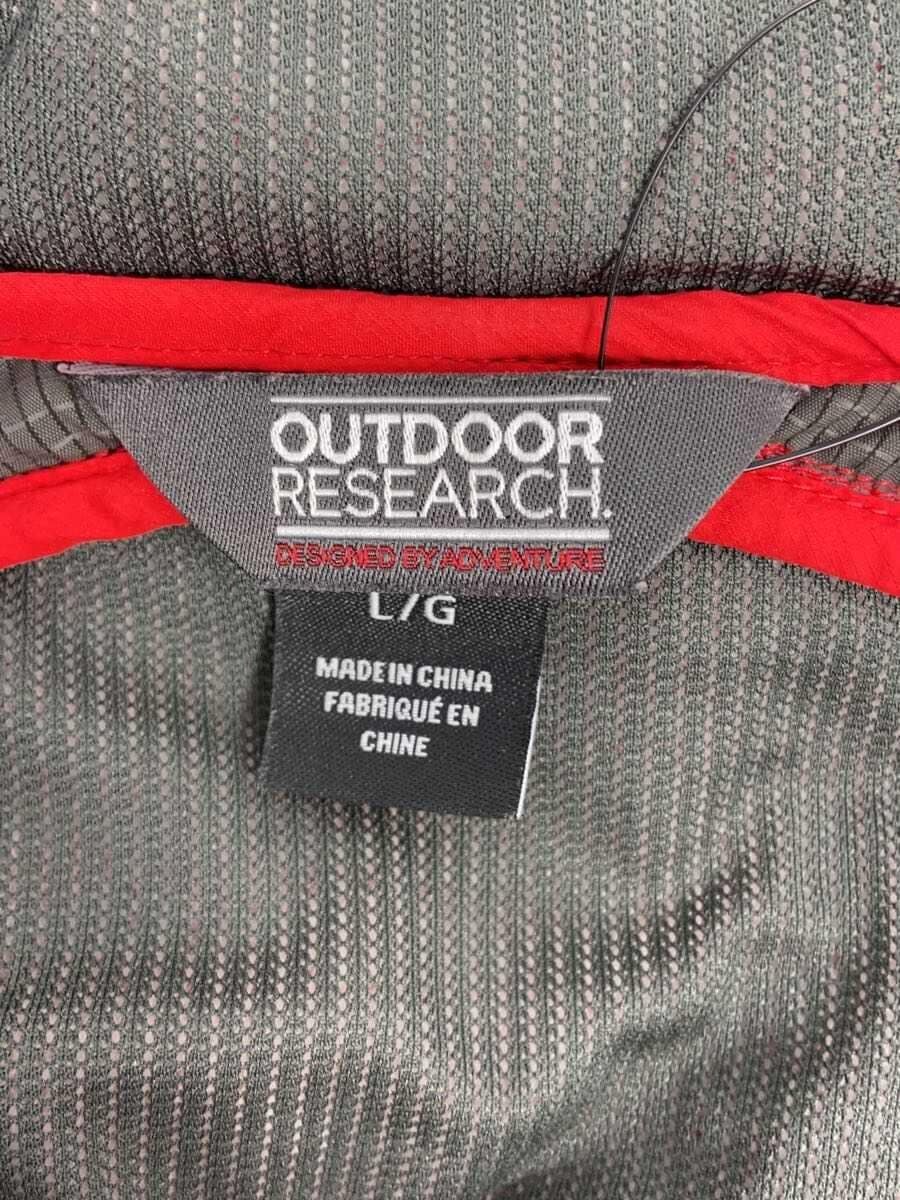 OUTDOOR
RESEARCH.
DESIGNED BY ADVENTURE
L/G
MADE IN CHINA
FABRIQUÉ EN
CHINE